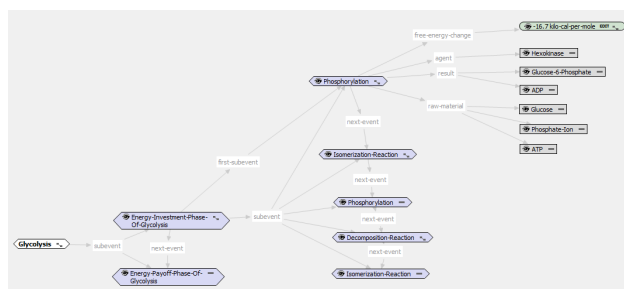 free-energy-change
-16.7 kilo-cal-per-mole
agent
Hexokinase
Phosphorylation
result
Glucose-6-Phosphate
ADP
raw-material
Glucose
next-event
Phosphate-Ion
ATP
Isomerization-Reaction
first-subevent
next-event
Phosphorylation
Energy-Investment-Phase-
Of-Glycolysis
subevent
next-event
Decomposition-Reaction
Glycolysis
subevent
next-event
next-event
Energy-Payoff-Phase-Of-
Glycolysis
Isomerization-Reaction